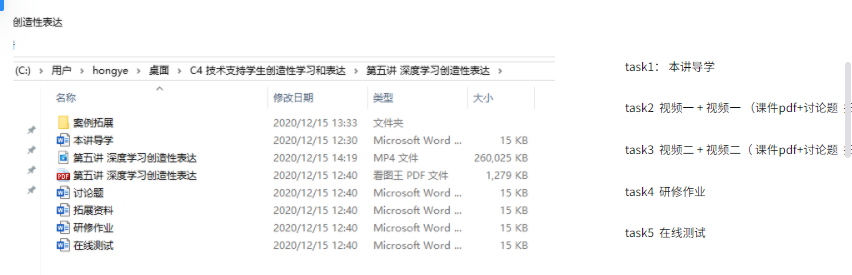 创造性表达
(C:) › 用户 › hongye › 桌面 › C4 技术支持学生创造性学习和表达 › 第五讲 深度学习创造性表达 ›
名称 修改日期 类型 大小
案例拓展 2020/12/15 13:33 文件夹
本讲导学 2020/12/15 12:30 Microsoft Word ... 15 KB
第五讲 深度学习创造性表达 2020/12/15 14:19 MP4 文件 260,025 KB
第五讲 深度学习创造性表达 2020/12/15 12:40 看图王 PDF 文件 1,279 KB
讨论题 2020/12/15 12:40 Microsoft Word ... 15 KB
拓展资料 2020/12/15 12:40 Microsoft Word ... 15 KB
研修作业 2020/12/15 12:40 Microsoft Word ... 15 KB
在线测试 2020/12/15 12:40 Microsoft Word ... 15 KB
task1： 本讲导学
task2 视频一 + 视频一 （课件pdf+讨论题
task3 视频二 + 视频二（ 课件pdf+讨论题
task4 研修作业
task5 在线测试